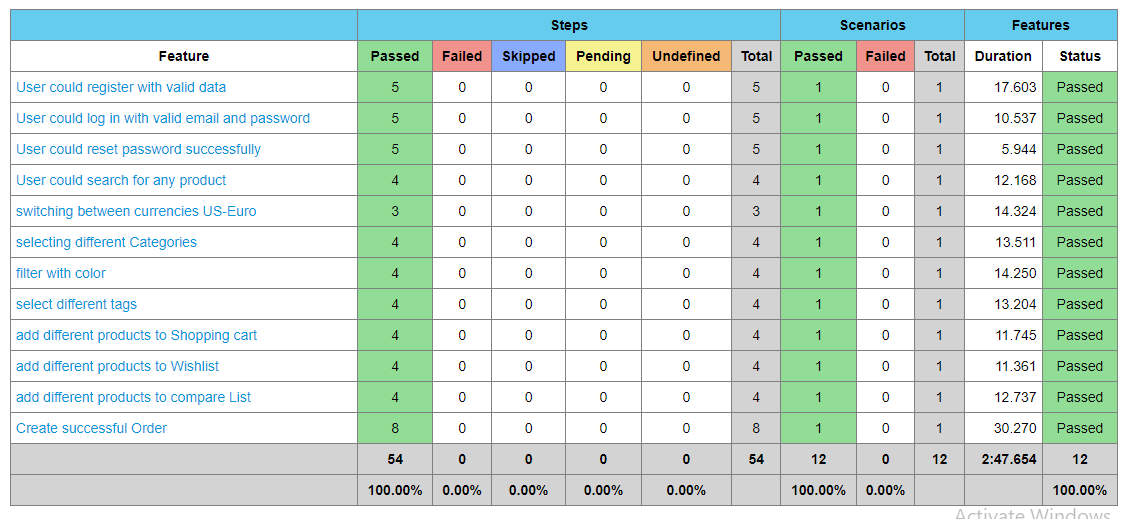 Steps Scenarios Features
Feature Passed Failed Skipped Pending Undefined Total Passed Failed Total Duration Status
User could register with valid data 5 0 0 0 0 5 1 0 1 17.603 Passed
User could log in with valid email and password 5 0 0 0 0 5 1 0 1 10.537 Passed
User could reset password successfully 5 0 0 0 0 5 1 0 1 5.944 Passed
User could search for any product 4 0 0 0 0 4 1 0 1 12.168 Passed
switching between currencies US-Euro 3 0 0 0 0 3 1 0 1 14.324 Passed
selecting different Categories 4 0 0 0 0 4 1 0 1 13.511 Passed
filter with color 4 0 0 0 0 4 1 0 1 14.250 Passed
select different tags 4 0 0 0 0 4 1 0 1 13.204 Passed
add different products to Shopping cart 4 0 0 0 0 4 1 0 1 11.745 Passed
add different products to Wishlist 4 0 0 0 0 4 1 0 1 11.361 Passed
add different products to compare List 4 0 0 0 0 4 1 0 1 12.737 Passed
Create successful Order 8 0 0 0 0 8 1 0 1 30.270 Passed
54 0 0 0 0 54 12 0 12 2:47.654 12
100.00% 0.00% 0.00% 0.00% 0.00% 100.00% 0.00% 100.00%
Activate Windows